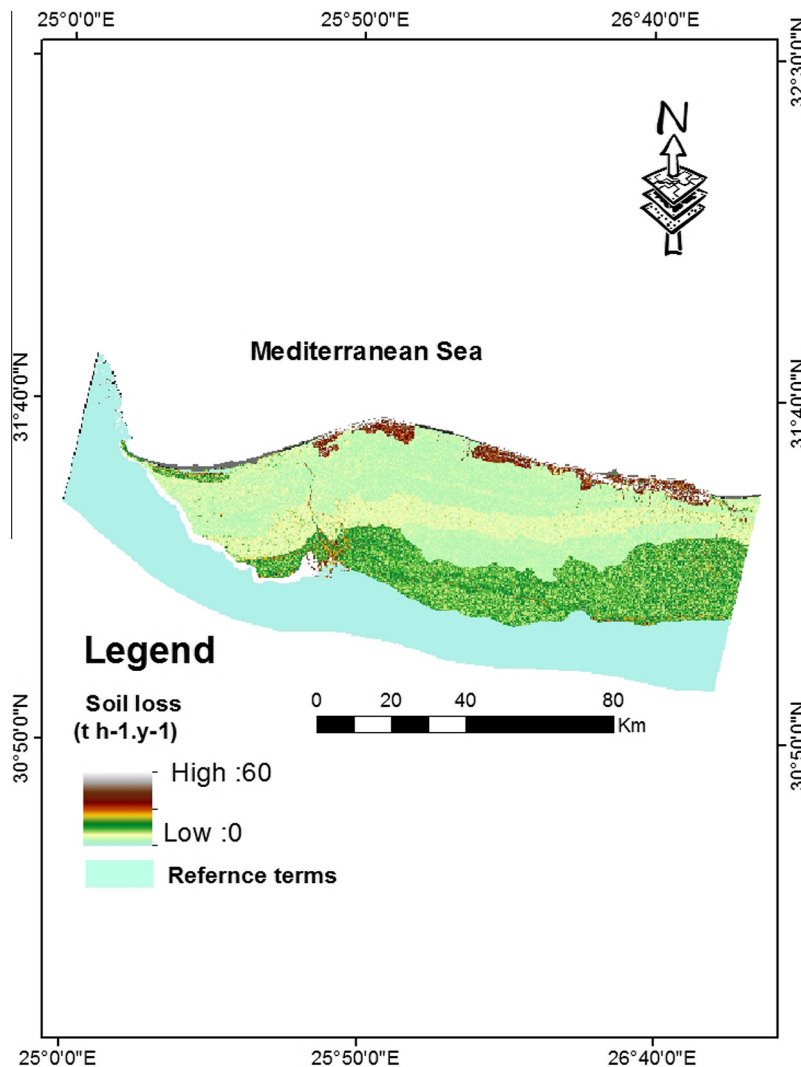 25°0'0"E 25°50'0"E 26°40'0"E
32°30'0"N
N
Mediterranean Sea
31°40'0"N 31°40'0"N
Legend
Soil loss
(t h-1.y-1)
0 20 40 80
Km
30°50'0"N 30°50'0"N
High :60
Low :0
Refernce terms
25°0'0"E 25°50'0"E 26°40'0"E